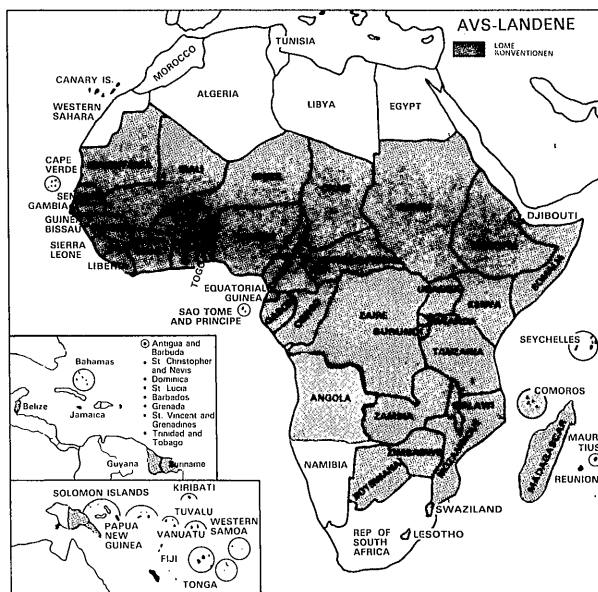 AVS-LANDENE
LOME
KONVENTIONEN
TUNISIA
MOROCCO
CANARY IS.
ALGERIA
LIBYA
EGYPT
WESTERN
SAHARA
CAPE
VERDE
MALI
GAMBIA
GUINEA
BISSAU
SIERRA
LEONE
TOGO
DJIBOUTI
EQUATORIAL
GUINEA
SAO TOME
AND PRINCIPE
ZAIRE
KENYA
TANZANIA
SEYCHELLES
COMOROS
ANGOLA
ZAMBIA
ZIMBABWE
MADAGASCAR
MAURI
TIUS
REUNION
NAMIBIA
BOTSWANA
SWAZILAND
REP OF
SOUTH
AFRICA
LESOTHO
Bahamas
Belize
Jamaica
Guyana
Suriname
Antigua and
Barbuda
St Christopher
and Nevis
Dominica
St Lucia
Barbados
Grenada
St. Vincent and
Grenadines
Trinidad and
Tobago
SOLOMON ISLANDS
KIRIBATI
TUVALU
PAPUA
NEW
GUINEA
VANUATU
WESTERN
SAMOA
FIJI
TONGA